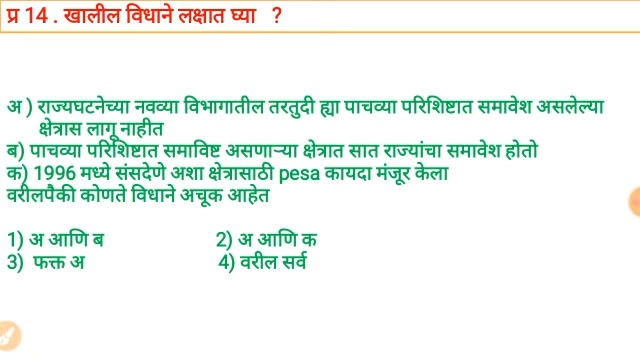 प्र 14 . खालील विधाने लक्षात घ्या ?
अ ) राज्यघटनेच्या नवव्या विभागातील तरतुदी ह्या पाचव्या परिशिष्टात समावेश असलेल्या
क्षेत्रास लागू नाहीत
ब) पाचव्या परिशिष्टात समाविष्ट असणाऱ्या क्षेत्रात सात राज्यांचा समावेश होतो
क) 1996 मध्ये संसदेणे अशा क्षेत्रासाठी pesa कायदा मंजूर केला
वरीलपैकी कोणते विधाने अचूक आहेत
1) अ आणि ब 2) अ आणि क
3) फक्त अ 4) वरील सर्व